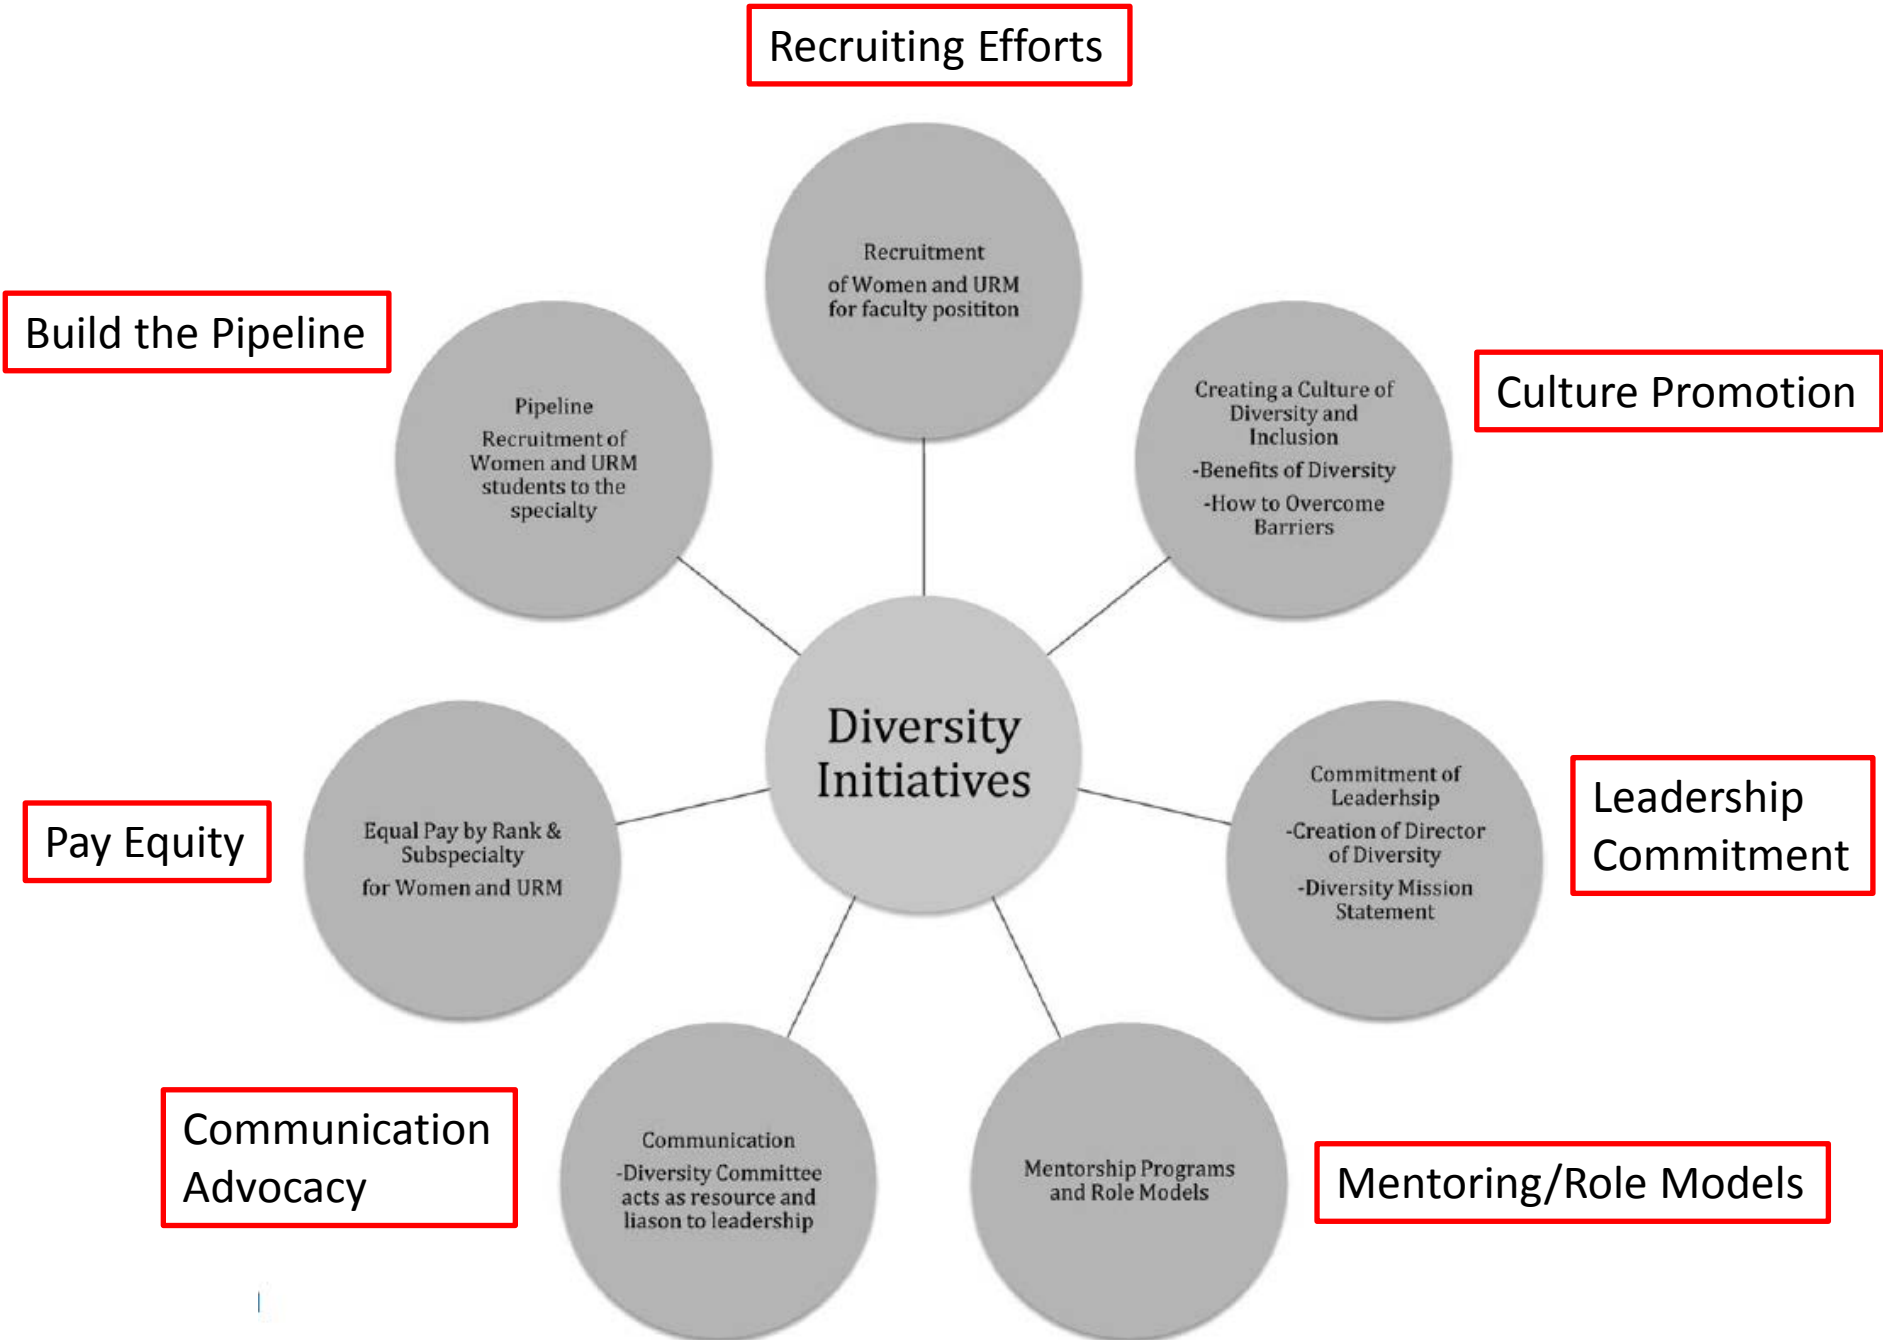 Recruiting Efforts
Recruitment
of Women and URM
for faculty posititon
Build the Pipeline
Pipeline
Recruitment of
Women and URM
students to the
specialty
Creating a Culture of
Diversity and
Inclusion
-Benefits of Diversity
-How to Overcome
Barriers
Culture Promotion
Diversity
Initiatives
Pay Equity
Equal Pay by Rank &
Subspecialty
for Women and URM
Commitment of
Leaderhsip
-Creation of Director
of Diversity
-Diversity Mission
Statement
Leadership
Commitment
Communication
Advocacy
Communication
-Diversity Committee
acts as resource and
liason to leadership
Mentorship Programs
and Role Models
Mentoring/Role Models